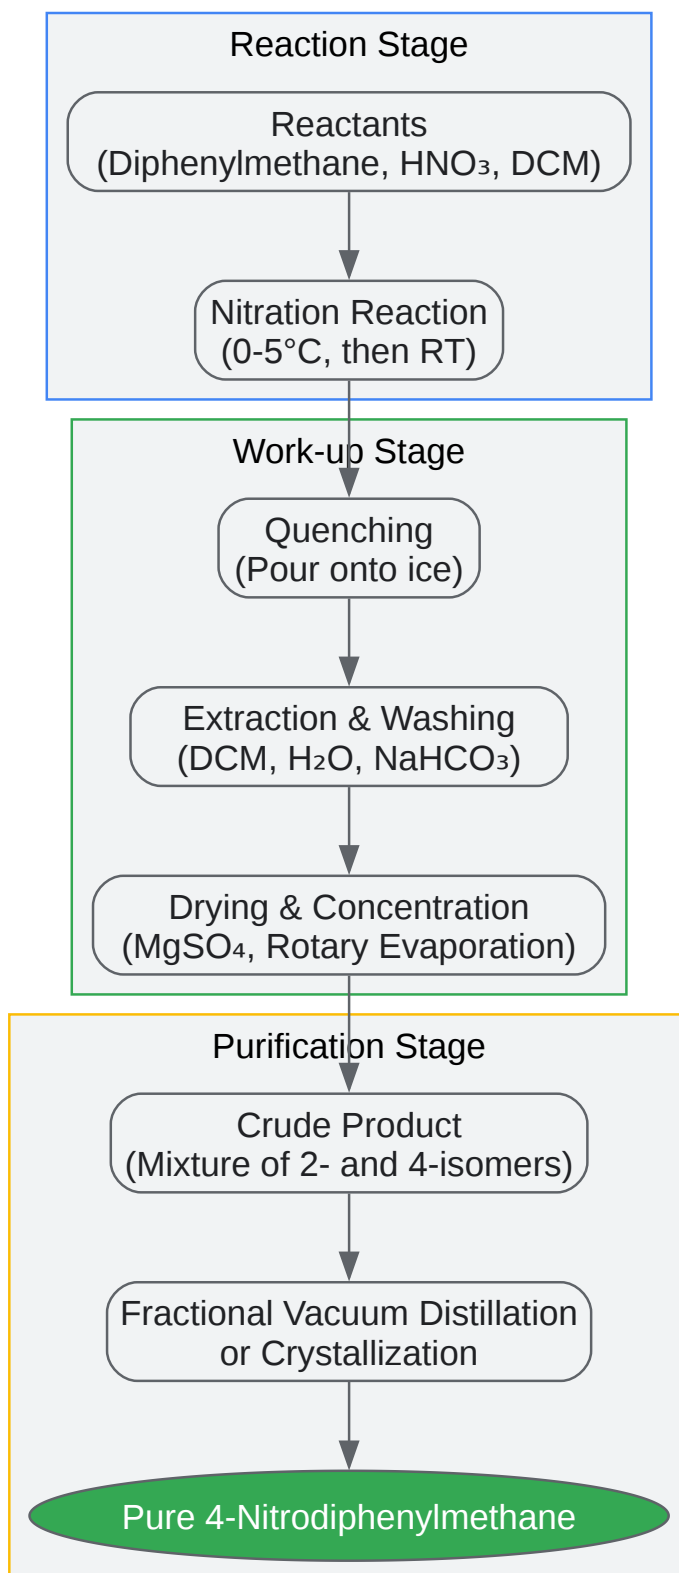 Reaction Stage
Reactants
(Diphenylmethane, HNO₃, DCM)
Nitration Reaction
(0-5°C, then RT)
Work-up Stage
Quenching
(Pour onto ice)
Extraction & Washing
(DCM, H₂O, NaHCO₃)
Drying & Concentration
(MgSO₄, Rotary Evaporation)
Purification Stage
Crude Product
(Mixture of 2- and 4-isomers)
Fractional Vacuum Distillation
or Crystallization
Pure 4-Nitrodiphenylmethane